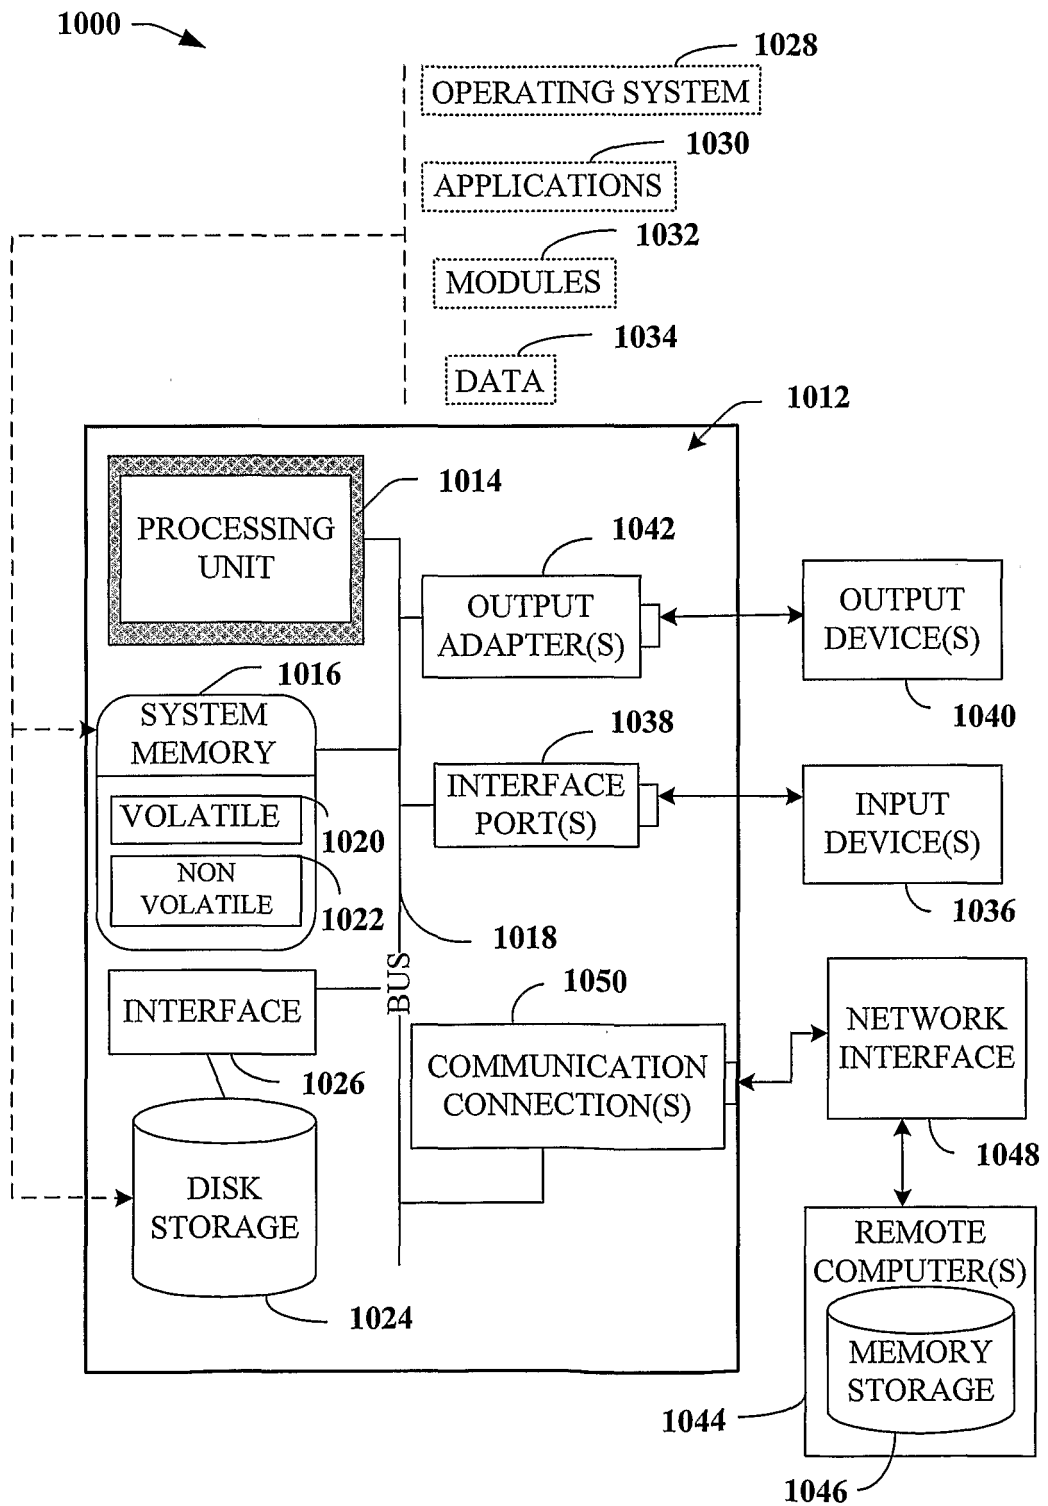 1000
1028
OPERATING SYSTEM
1030
APPLICATIONS
1032
MODULES
1034
DATA
1012
1014
PROCESSING
UNIT
1042
OUTPUT
ADAPTER(S)
OUTPUT
DEVICE(S)
1040
1016
SYSTEM
MEMORY
1038
INTERFACE
PORT(S)
INPUT
DEVICE(S)
1036
VOLATILE
1020
NON
VOLATILE
1022
1018
BUS
INTERFACE
1026
1050
COMMUNICATION
CONNECTION(S)
NETWORK
INTERFACE
1048
DISK
STORAGE
1024
REMOTE
COMPUTER(S)
MEMORY
STORAGE
1044
1046